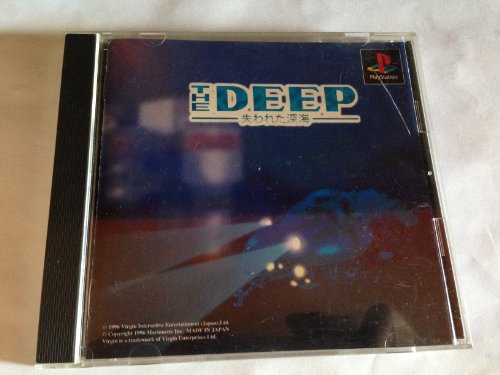 THE DEEP
失われた深海
PlayStation
© 1996 Virgin Interactive Entertainment (Japan) Ltd.
© Copyright 1996 Marionette Inc. MADE IN JAPAN
Virgin is a trademark of Virgin Enterprises Ltd.